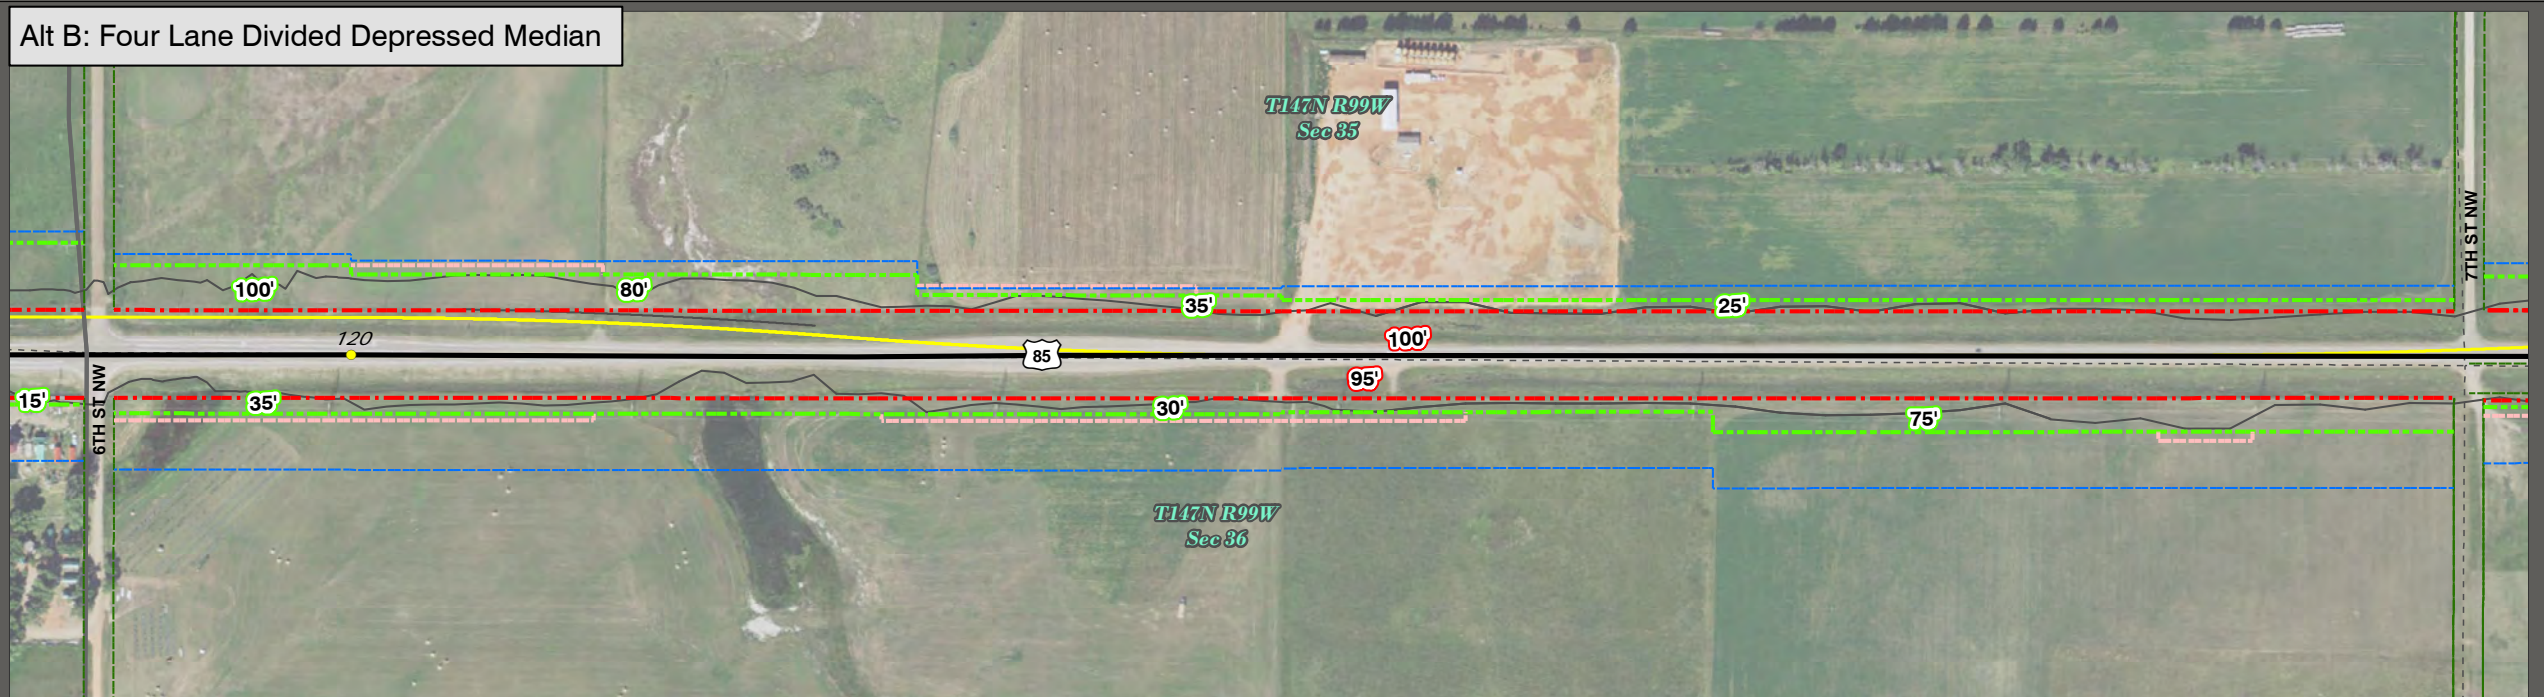 Alt B: Four Lane Divided Depressed Median
T147N R99W
Sec 35
7TH ST NW
100'
80'
35'
25'
120
100'
85
95'
6TH ST NW
15'
35'
30'
75'
T147N R99W
Sec 36